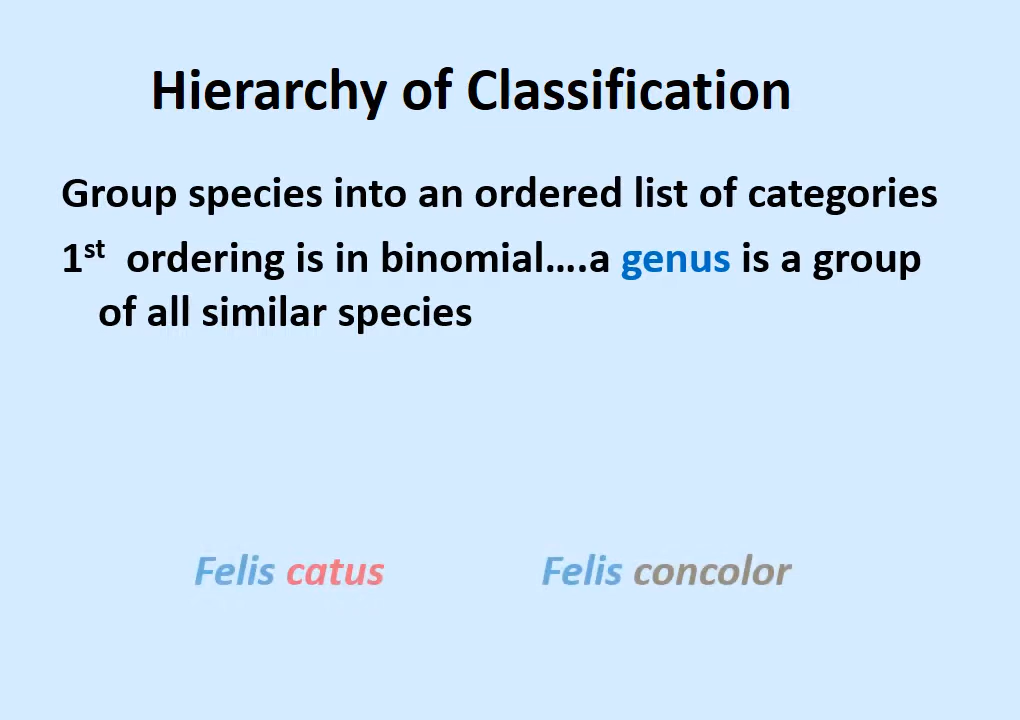 Hierarchy of Classification
Group species into an ordered list of categories
1st ordering is in binomial….a genus is a group
of all similar species
Felis catus Felis concolor